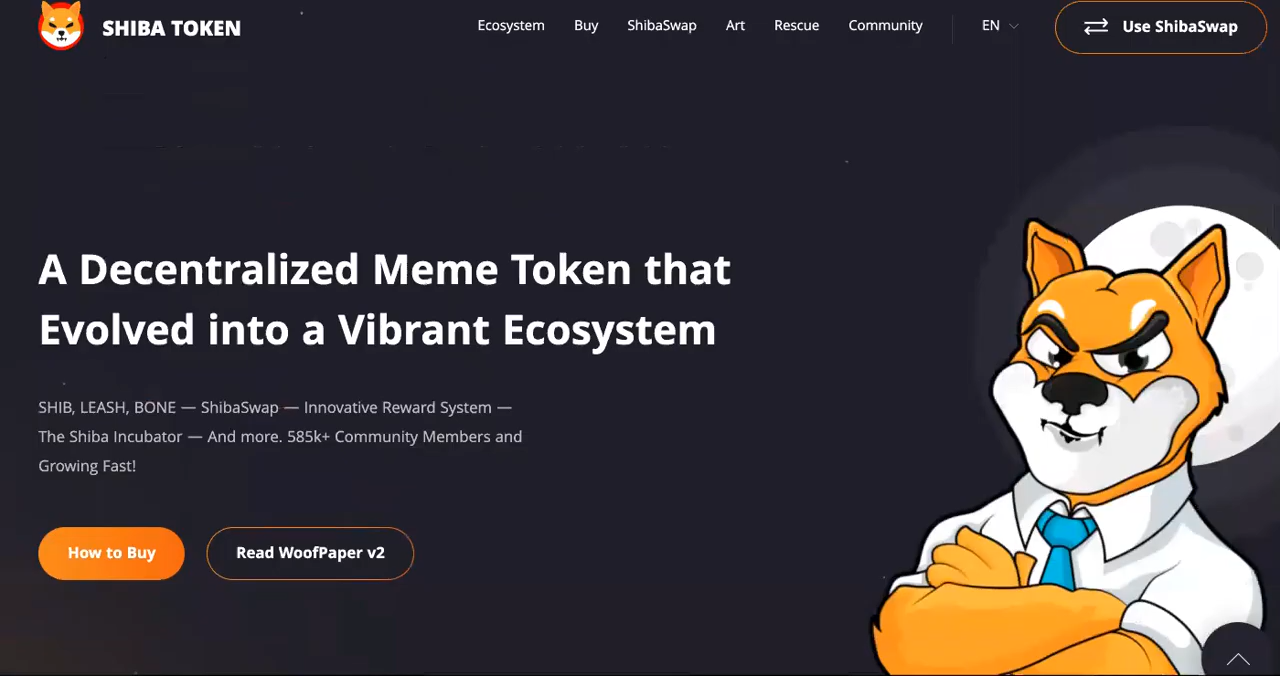 SHIBA TOKEN
Ecosystem
Buy
ShibaSwap
Art
Rescue
Community
EN
Use ShibaSwap
A Decentralized Meme Token that
Evolved into a Vibrant Ecosystem
SHIB, LEASH, BONE — ShibaSwap — Innovative Reward System —
The Shiba Incubator — And more. 585k+ Community Members and
Growing Fast!
How to Buy
Read WoofPaper v2